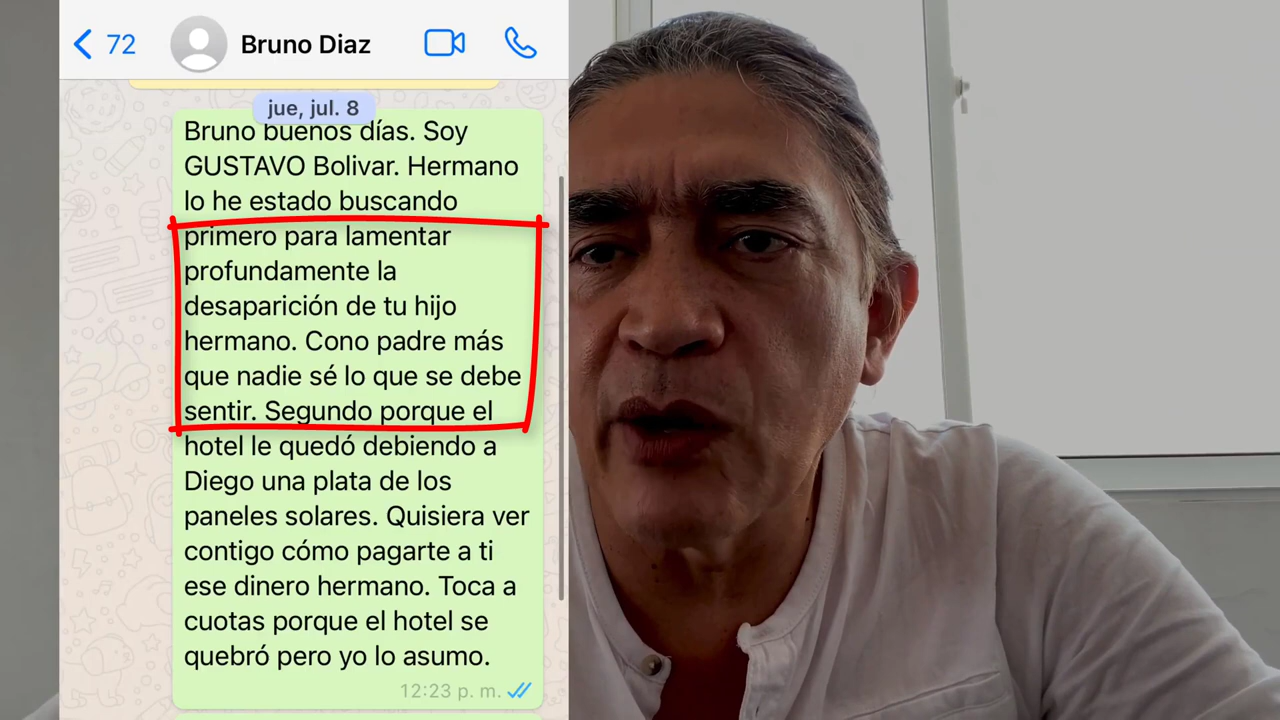 72
Bruno Diaz
jue, jul. 8
Bruno buenos días. Soy
GUSTAVO Bolivar. Hermano
lo he estado buscando
primero para lamentar
profundamente la
desaparición de tu hijo
hermano. Cono padre más
que nadie sé lo que se debe
sentir. Segundo porque el
hotel le quedó debiendo a
Diego una plata de los
paneles solares. Quisiera ver
contigo cómo pagarte a ti
ese dinero hermano. Toca a
cuotas porque el hotel se
quebró pero yo lo asumo.
12:23 p. m.